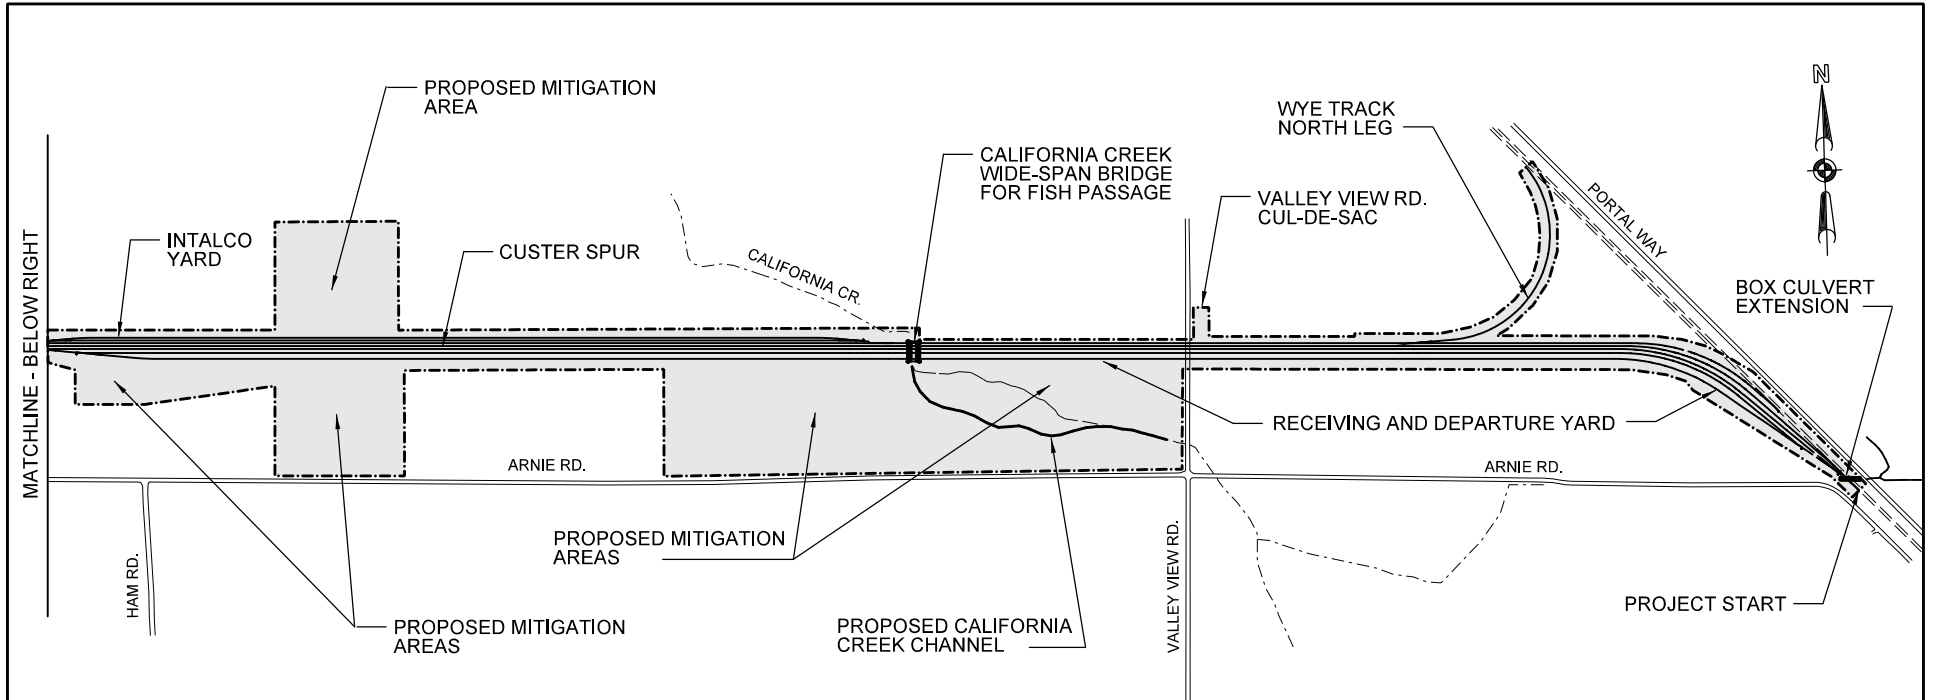 PROPOSED MITIGATION
AREA
INTALCO
YARD
CUSTER SPUR
CALIFORNIA CR.
CALIFORNIA CREEK
WIDE-SPAN BRIDGE
FOR FISH PASSAGE
VALLEY VIEW RD.
CUL-DE-SAC
WYE TRACK
NORTH LEG
PORTAL WAY
N
BOX CULVERT
EXTENSION
MATCHLINE - BELOW RIGHT
RECEIVING AND DEPARTURE YARD
ARNIE RD.
ARNIE RD.
HAM RD.
PROPOSED MITIGATION
AREAS
PROPOSED MITIGATION
AREAS
PROPOSED CALIFORNIA
CREEK CHANNEL
VALLEY VIEW RD.
PROJECT START